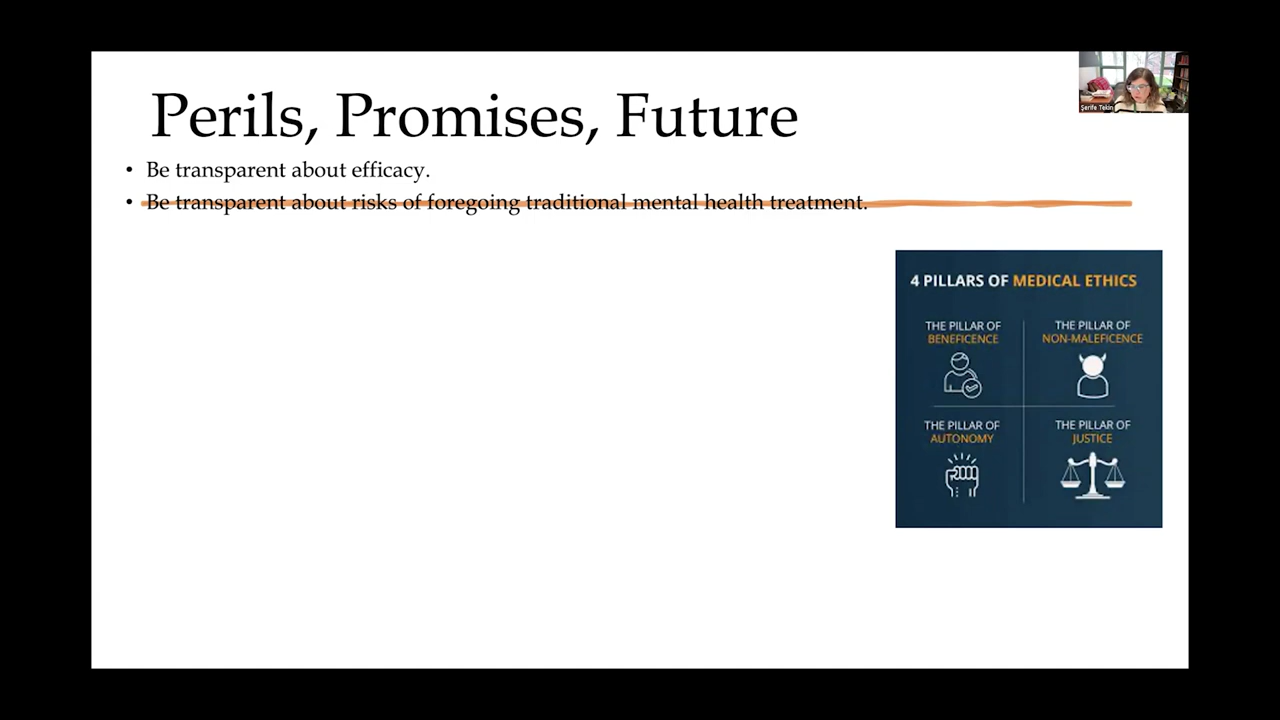 Perils, Promises, Future
Şerife Tekin
• Be transparent about efficacy.
• Be transparent about risks of foregoing traditional mental health treatment.
4 PILLARS OF MEDICAL ETHICS
THE PILLAR OF
BENEFICENCE
THE PILLAR OF
NON-MALEFICENCE
THE PILLAR OF
AUTONOMY
THE PILLAR OF
JUSTICE